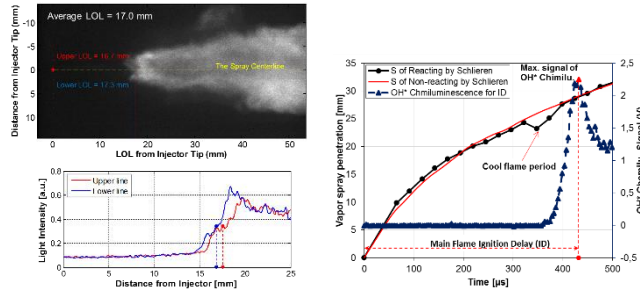 Average LOL = 17.0 mm
Upper LOL = 16.7 mm
The Spray Centerline
Lower LOL = 17.3 mm
Distance from Injector [mm]
-10
-5
0
5
10
0 5 10 15 20 25 30 35
LOL from Injector Tip [mm]
Light Intensity [a.u.]
0.8
0.6
0.4
0.2
0
Upper line
Lower line
0 5 10 15 20 25
Distance from Injector [mm]
Vapor spray penetration [mm]
35
30
25
20
15
10
5
0
S of Reacting by Schlieren
S of Non-reacting by Schlieren
OH* Chimiluminescence for ID
Max. signal of
OH* Chimilu.
Cool flame period
Main Flame Ignition Delay (ID)
0 100 200 300 400 500
Time [µs]
2,5
2
1,5
1
0,5
0
-0,5